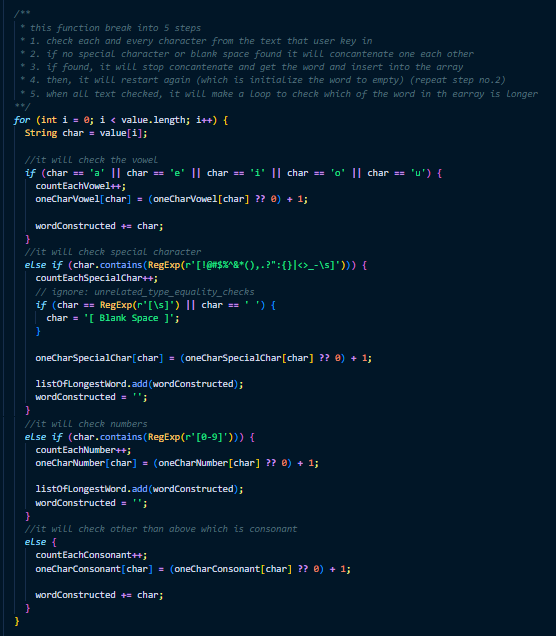 /**
* this function break into 5 steps
* 1. check each and every character from the text that user key in
* 2. if no special character or blank space found it will concantenate one each other
* 3. if found, it will stop concantenate and get the word and insert into the array
* 4. then, it will restart again (which is initialize the word to empty) (repeat step no.2)
* 5. when all text checked, it will make a loop to check which of the word in th earray is longer
**/
for (int i = 0; i < value.length; i++) {
String char = value[i];
//it will check the vowel
if (char == 'a' || char == 'e' || char == 'i' || char == 'o' || char == 'u') {
countEachVowel++;
oneCharVowel[char] = (oneCharVowel[char] ?? 0) + 1;
wordConstructed += char;
}
//it will check special character
else if (char.contains(RegExp(r'[!@#$%^&*(),.?":{}|<>_-\s]'))) {
countEachSpecialChar++;
// ignore: unrelated_type_equality_checks
if (char == RegExp(r'[\s]') || char == ' ') {
char = '[ Blank Space ]';
}
oneCharSpecialChar[char] = (oneCharSpecialChar[char] ?? 0) + 1;
listOfLongestWord.add(wordConstructed);
wordConstructed = '';
}
//it will check numbers
else if (char.contains(RegExp(r'[0-9]'))) {
countEachNumber++;
oneCharNumber[char] = (oneCharNumber[char] ?? 0) + 1;
listOfLongestWord.add(wordConstructed);
wordConstructed = '';
}
//it will check other than above which is consonant
else {
countEachConsonant++;
oneCharConsonant[char] = (oneCharConsonant[char] ?? 0) + 1;
wordConstructed += char;
}
}